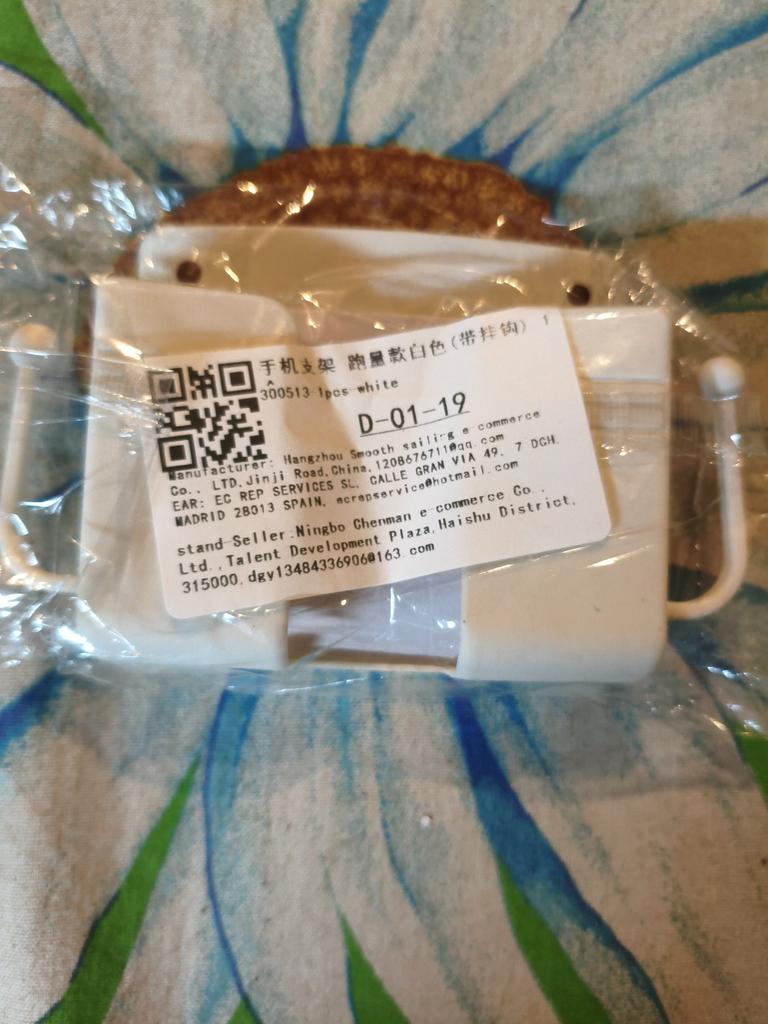 手机支架 跑量款白色(带挂钩) 1
300513-1pcs-white
D-01-19
Manufacturer: Hangzhou Smooth sailing e-commerce
Co., LTD,Jinji Road,China,1208676711@qq.com
EAR: EC REP SERVICES SL, CALLE GRAN VIA 49, 7 DCH,
MADRID 28013 SPAIN, ecrepservice@hotmail.com
stand-Seller:Ningbo Chenman e-commerce Co.,
Ltd.,Talent Development Plaza,Haishu District,
315000,dgy13484336906@163.com